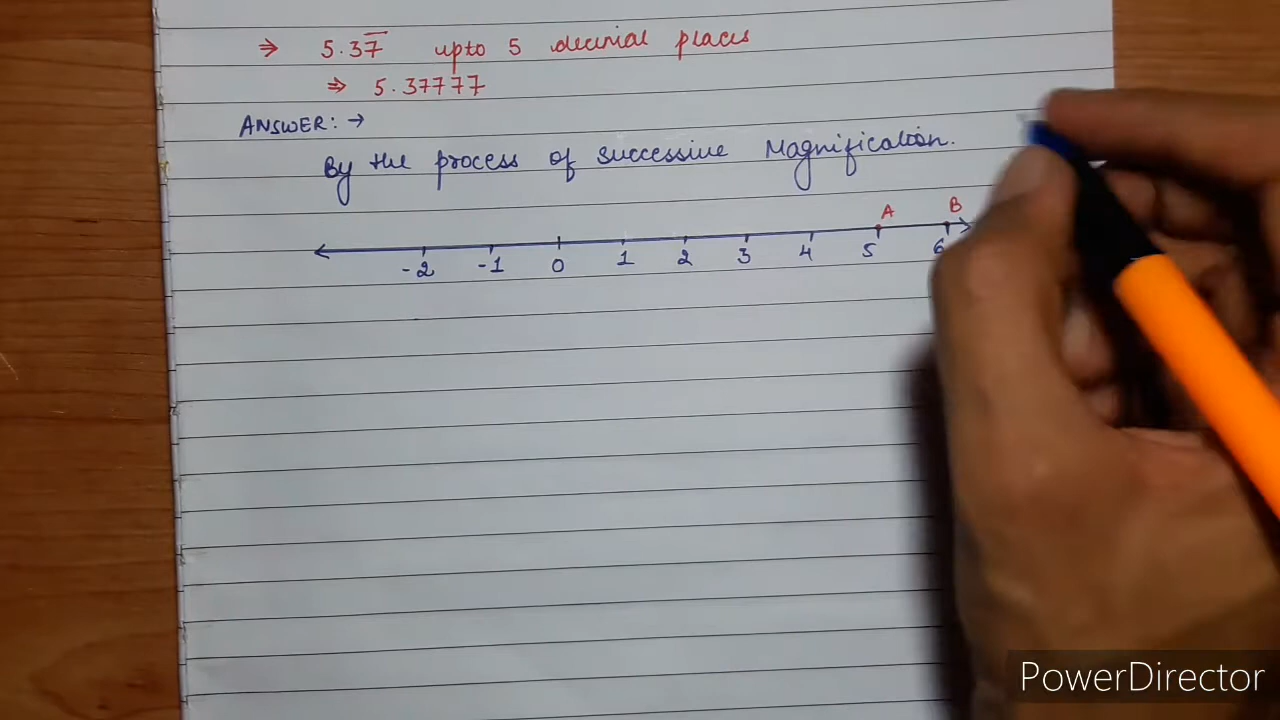 ⇒ 5.37̅ upto 5 decimal places
⇒ 5.37777
ANSWER: →
By the process of successive Magnification.
A B
-2 -1 0 1 2 3 4 5 6
PowerDirector